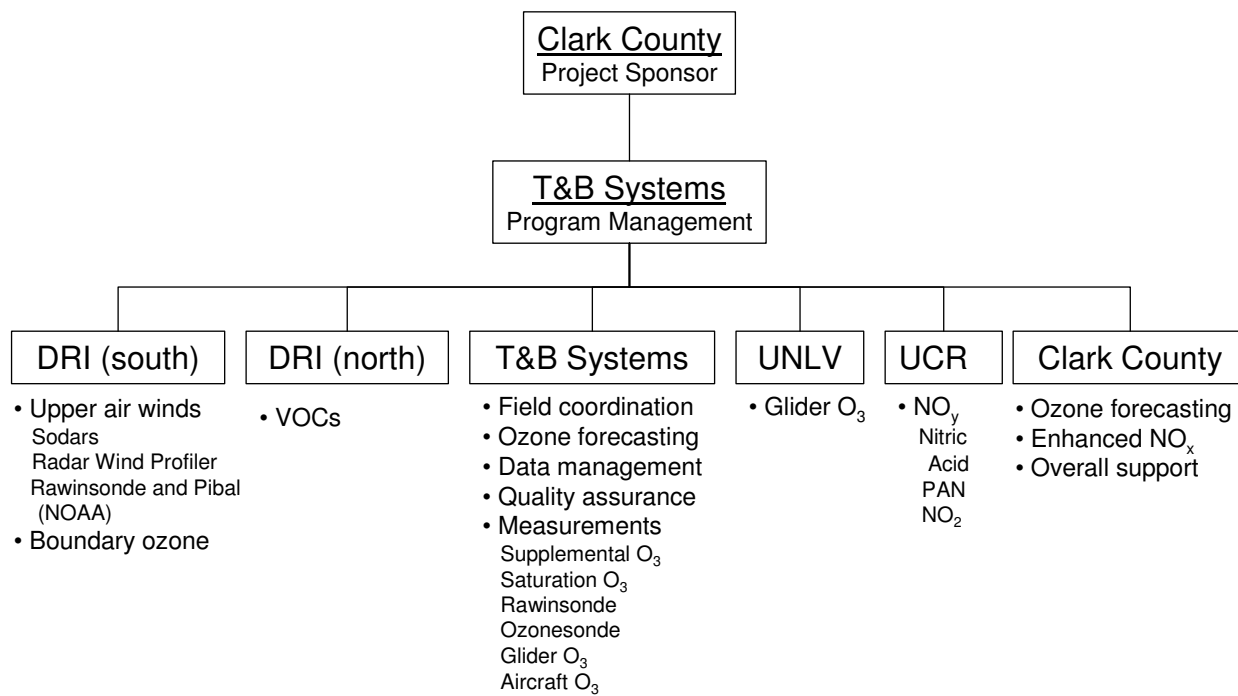 Clark County
Project Sponsor
T&B Systems
Program Management
DRI (south)
• Upper air winds
Sodars
Radar Wind Profiler
Rawinsonde and Pibal
(NOAA)
• Boundary ozone
DRI (north)
• VOCs
T&B Systems
• Field coordination
• Ozone forecasting
• Data management
• Quality assurance
• Measurements
Supplemental O₃
Saturation O₃
Rawinsonde
Ozonesonde
Glider O₃
Aircraft O₃
UNLV
• Glider O₃
UCR
• NOy
Nitric
Acid
PAN
NO₂
Clark County
• Ozone forecasting
• Enhanced NOₓ
• Overall support